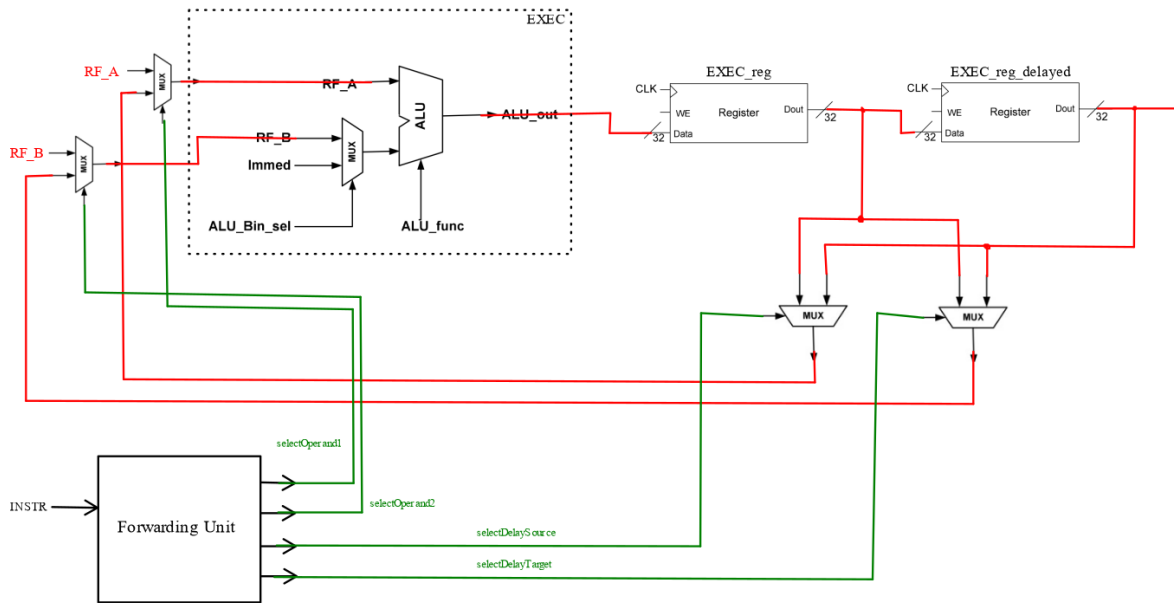 EXEC
RF_A
MUX
RF_A
ALU
ALU_out
RF_B
MUX
RF_B
Immed
MUX
ALU_Bin_sel
ALU_func
EXEC_reg
CLK
WE
Data
Register
Dout
32
32
EXEC_reg_delayed
CLK
WE
Data
Register
Dout
32
32
MUX
MUX
selectOperand1
selectOperand2
selectDelaySource
selectDelayTarget
INSTR
Forwarding Unit